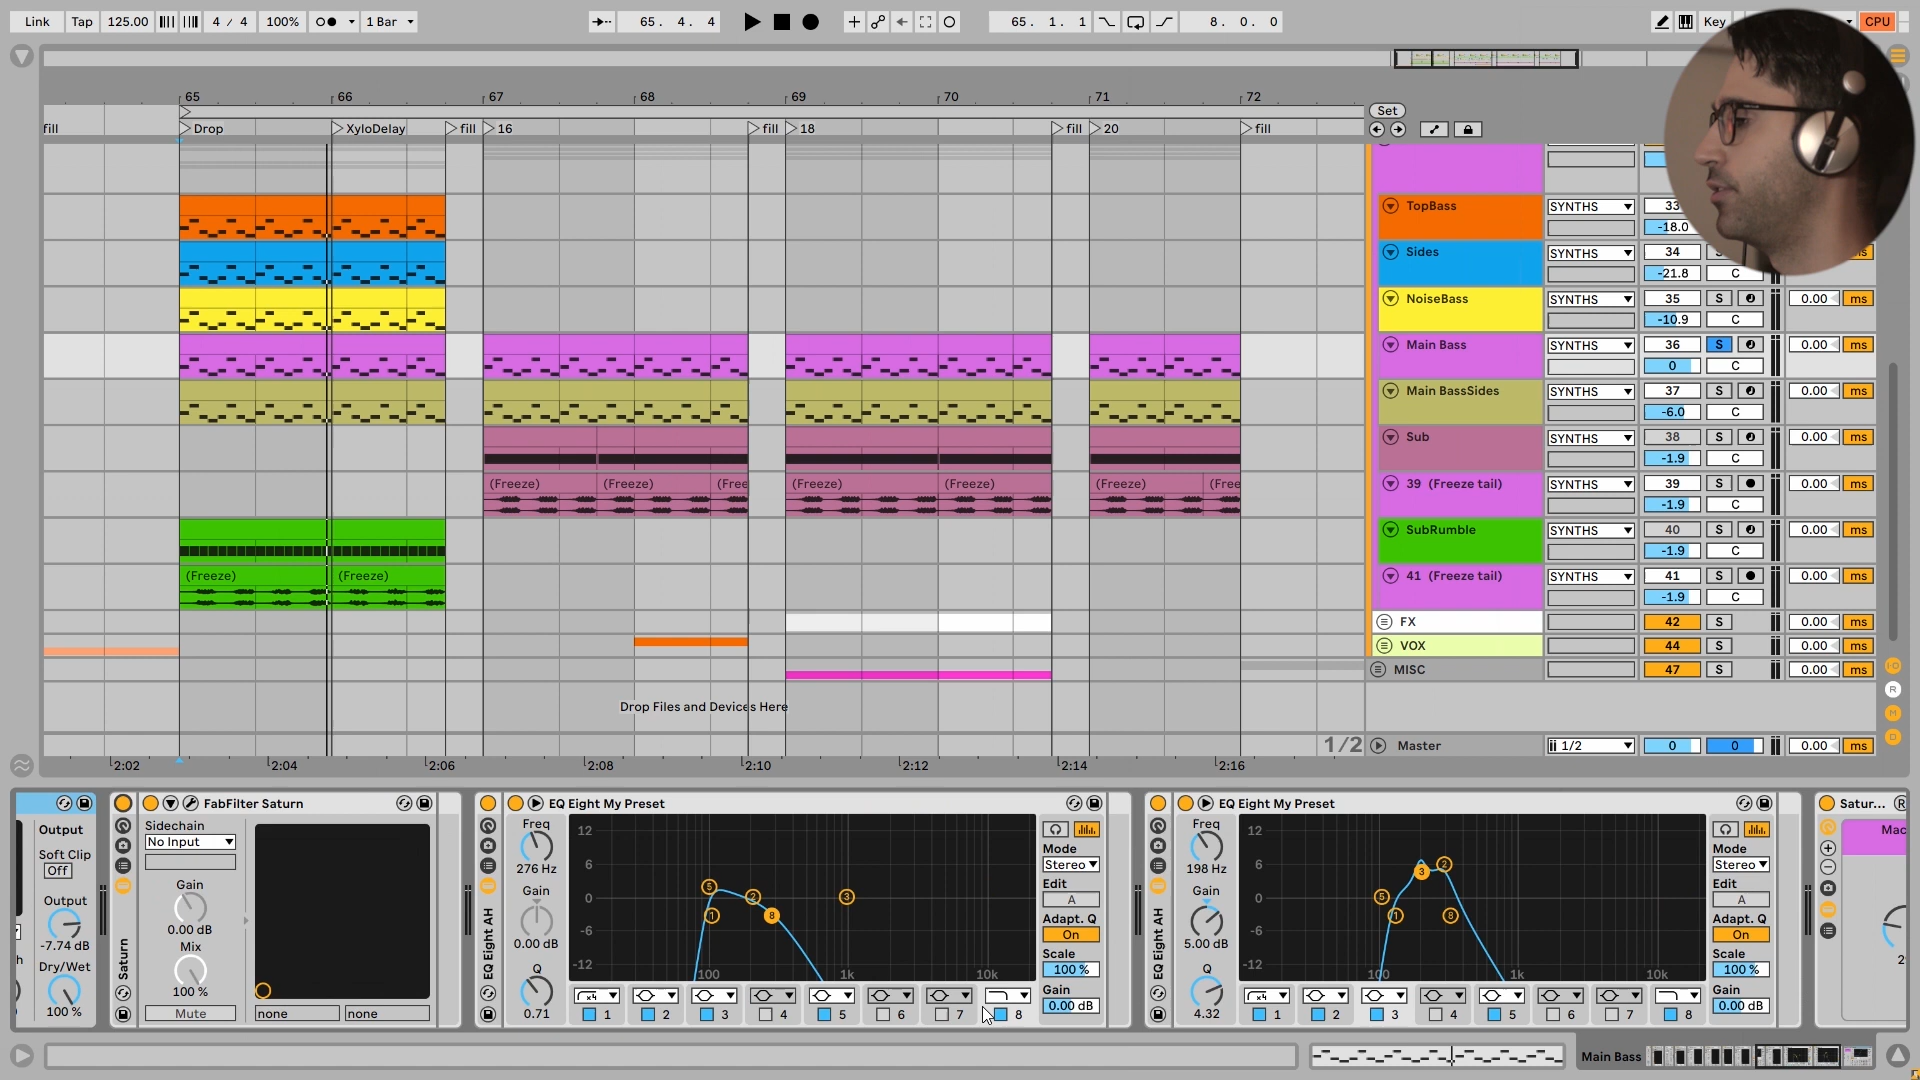 Link Tap 125.00 4 / 4 100% 1 Bar 65. 4. 4 65. 1. 1 8. 0. 0 Key CPU
65 66 67 68 69 70 71 72 Set
fill Drop XyloDelay fill 16 fill 18 fill 20 fill
TopBass SYNTHS 33
-18.0
Sides SYNTHS 34
-21.8 C
NoiseBass SYNTHS 35 S 0.00 ms
-10.9 C
Main Bass SYNTHS 36 S 0.00 ms
0 C
Main BassSides SYNTHS 37 S 0.00 ms
-6.0 C
Sub SYNTHS 38 S 0.00 ms
-1.9 C
(Freeze) (Freeze) (Free (Freeze) (Freeze) (Freeze) (Free 39 (Freeze tail) SYNTHS 39 S 0.00 ms
-1.9 C
SubRumble SYNTHS 40 S 0.00 ms
-1.9 C
(Freeze) (Freeze) 41 (Freeze tail) SYNTHS 41 S 0.00 ms
-1.9 C
FX 42 S 0.00 ms
VOX 44 S 0.00 ms
MISC 47 S 0.00 ms
Drop Files and Devices Here
1/2 Master 1/2 0 0 0.00 ms
2:02 2:04 2:06 2:08 2:10 2:12 2:14 2:16
Output
Soft Clip
Off
Output
-7.74 dB
Dry/Wet
100 %
Saturn
FabFilter Saturn
Sidechain
No Input
Gain
0.00 dB
Mix
100 %
Mute none none
EQ Eight AH
EQ Eight My Preset
Freq
276 Hz
Gain
0.00 dB
Q
0.71
12
6
0
-6
-12
100 1k 10k
5 1 2 8 3
1 2 3 4 5 6 7 8
Mode
Stereo
Edit
A
Adapt. Q
On
Scale
100 %
Gain
0.00 dB
EQ Eight AH
EQ Eight My Preset
Freq
198 Hz
Gain
5.00 dB
Q
4.32
12
6
0
-6
-12
100 1k 10k
5 1 3 2 8
1 2 3 4 5 6 7 8
Mode
Stereo
Edit
A
Adapt. Q
On
Scale
100 %
Gain
0.00 dB
Satur...
Mac
Main Bass